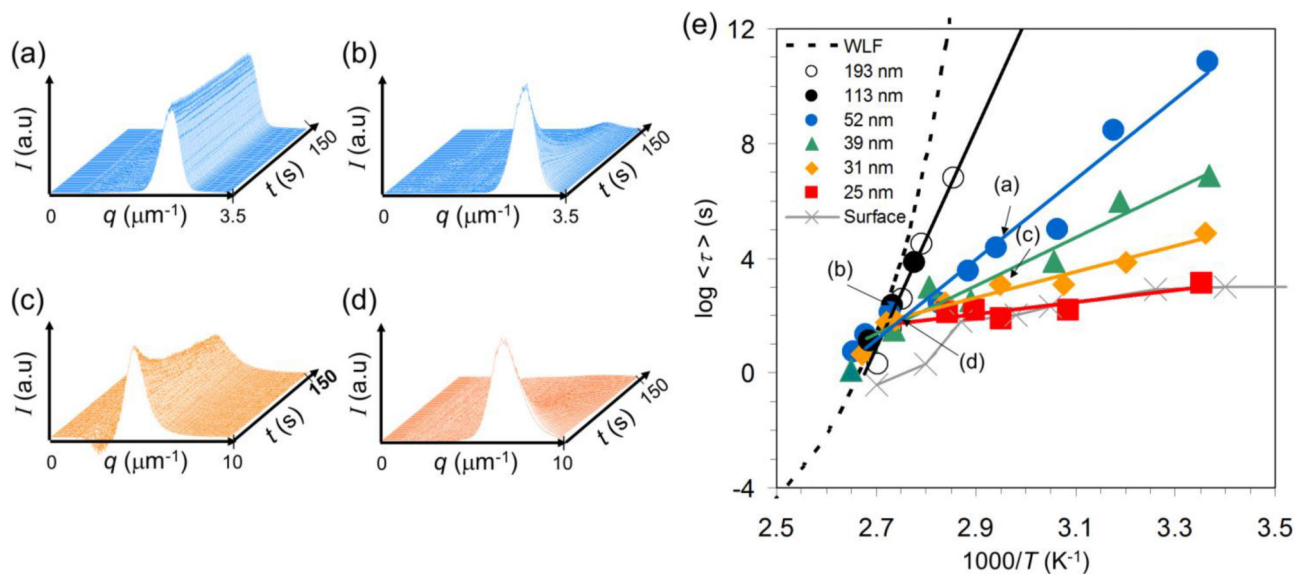 (a)
I (a.u)
0
q (μm⁻¹)
3.5
t (s)
150
(b)
I (a.u)
0
q (μm⁻¹)
3.5
t (s)
150
(c)
I (a.u)
0
q (μm⁻¹)
10
t (s)
150
(d)
I (a.u)
0
q (μm⁻¹)
10
t (s)
150
(e)
12
8
4
0
-4
log <τ> (s)
WLF
193 nm
113 nm
52 nm
39 nm
31 nm
25 nm
Surface
(a)
(c)
(b)
(d)
2.5
2.7
2.9
3.1
3.3
3.5
1000/T (K⁻¹)